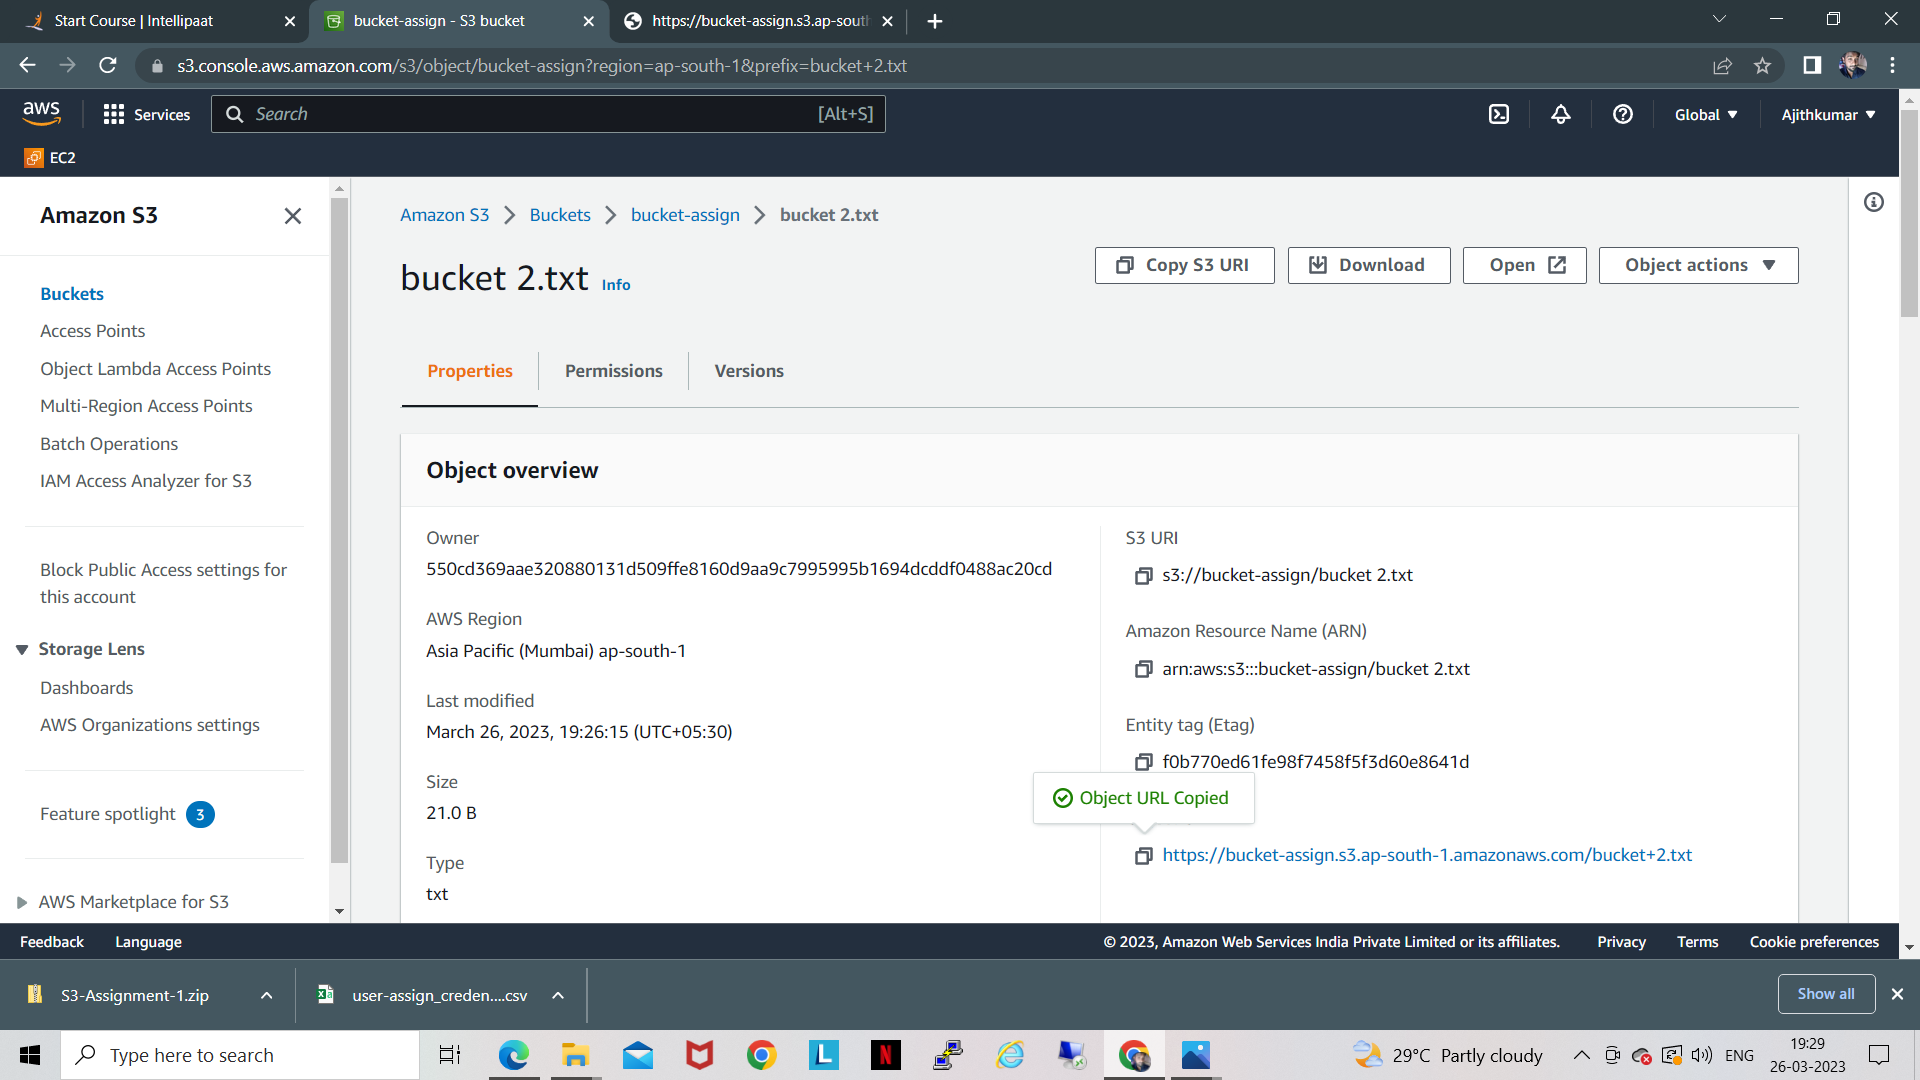 Start Course | Intellipaat
bucket-assign - S3 bucket
https://bucket-assign.s3.ap-south
s3.console.aws.amazon.com/s3/object/bucket-assign?region=ap-south-1&prefix=bucket+2.txt
aws
Services
Search
[Alt+S]
Global
Ajithkumar
EC2
Amazon S3
Buckets
Access Points
Object Lambda Access Points
Multi-Region Access Points
Batch Operations
IAM Access Analyzer for S3
Block Public Access settings for
this account
Storage Lens
Dashboards
AWS Organizations settings
Feature spotlight 3
AWS Marketplace for S3
Amazon S3 > Buckets > bucket-assign > bucket 2.txt
bucket 2.txt Info
Copy S3 URI
Download
Open
Object actions
Properties
Permissions
Versions
Object overview
Owner
550cd369aae320880131d509ffe8160d9aa9c7995995b1694dcddf0488ac20cd
AWS Region
Asia Pacific (Mumbai) ap-south-1
Last modified
March 26, 2023, 19:26:15 (UTC+05:30)
Size
21.0 B
Type
txt
S3 URI
s3://bucket-assign/bucket 2.txt
Amazon Resource Name (ARN)
arn:aws:s3:::bucket-assign/bucket 2.txt
Entity tag (Etag)
f0b770ed61fe98f7458f5f3d60e8641d
Object URL Copied
https://bucket-assign.s3.ap-south-1.amazonaws.com/bucket+2.txt
Feedback
Language
© 2023, Amazon Web Services India Private Limited or its affiliates.
Privacy
Terms
Cookie preferences
S3-Assignment-1.zip
user-assign_creden....csv
Show all
Type here to search
29°C Partly cloudy
ENG
19:29
26-03-2023